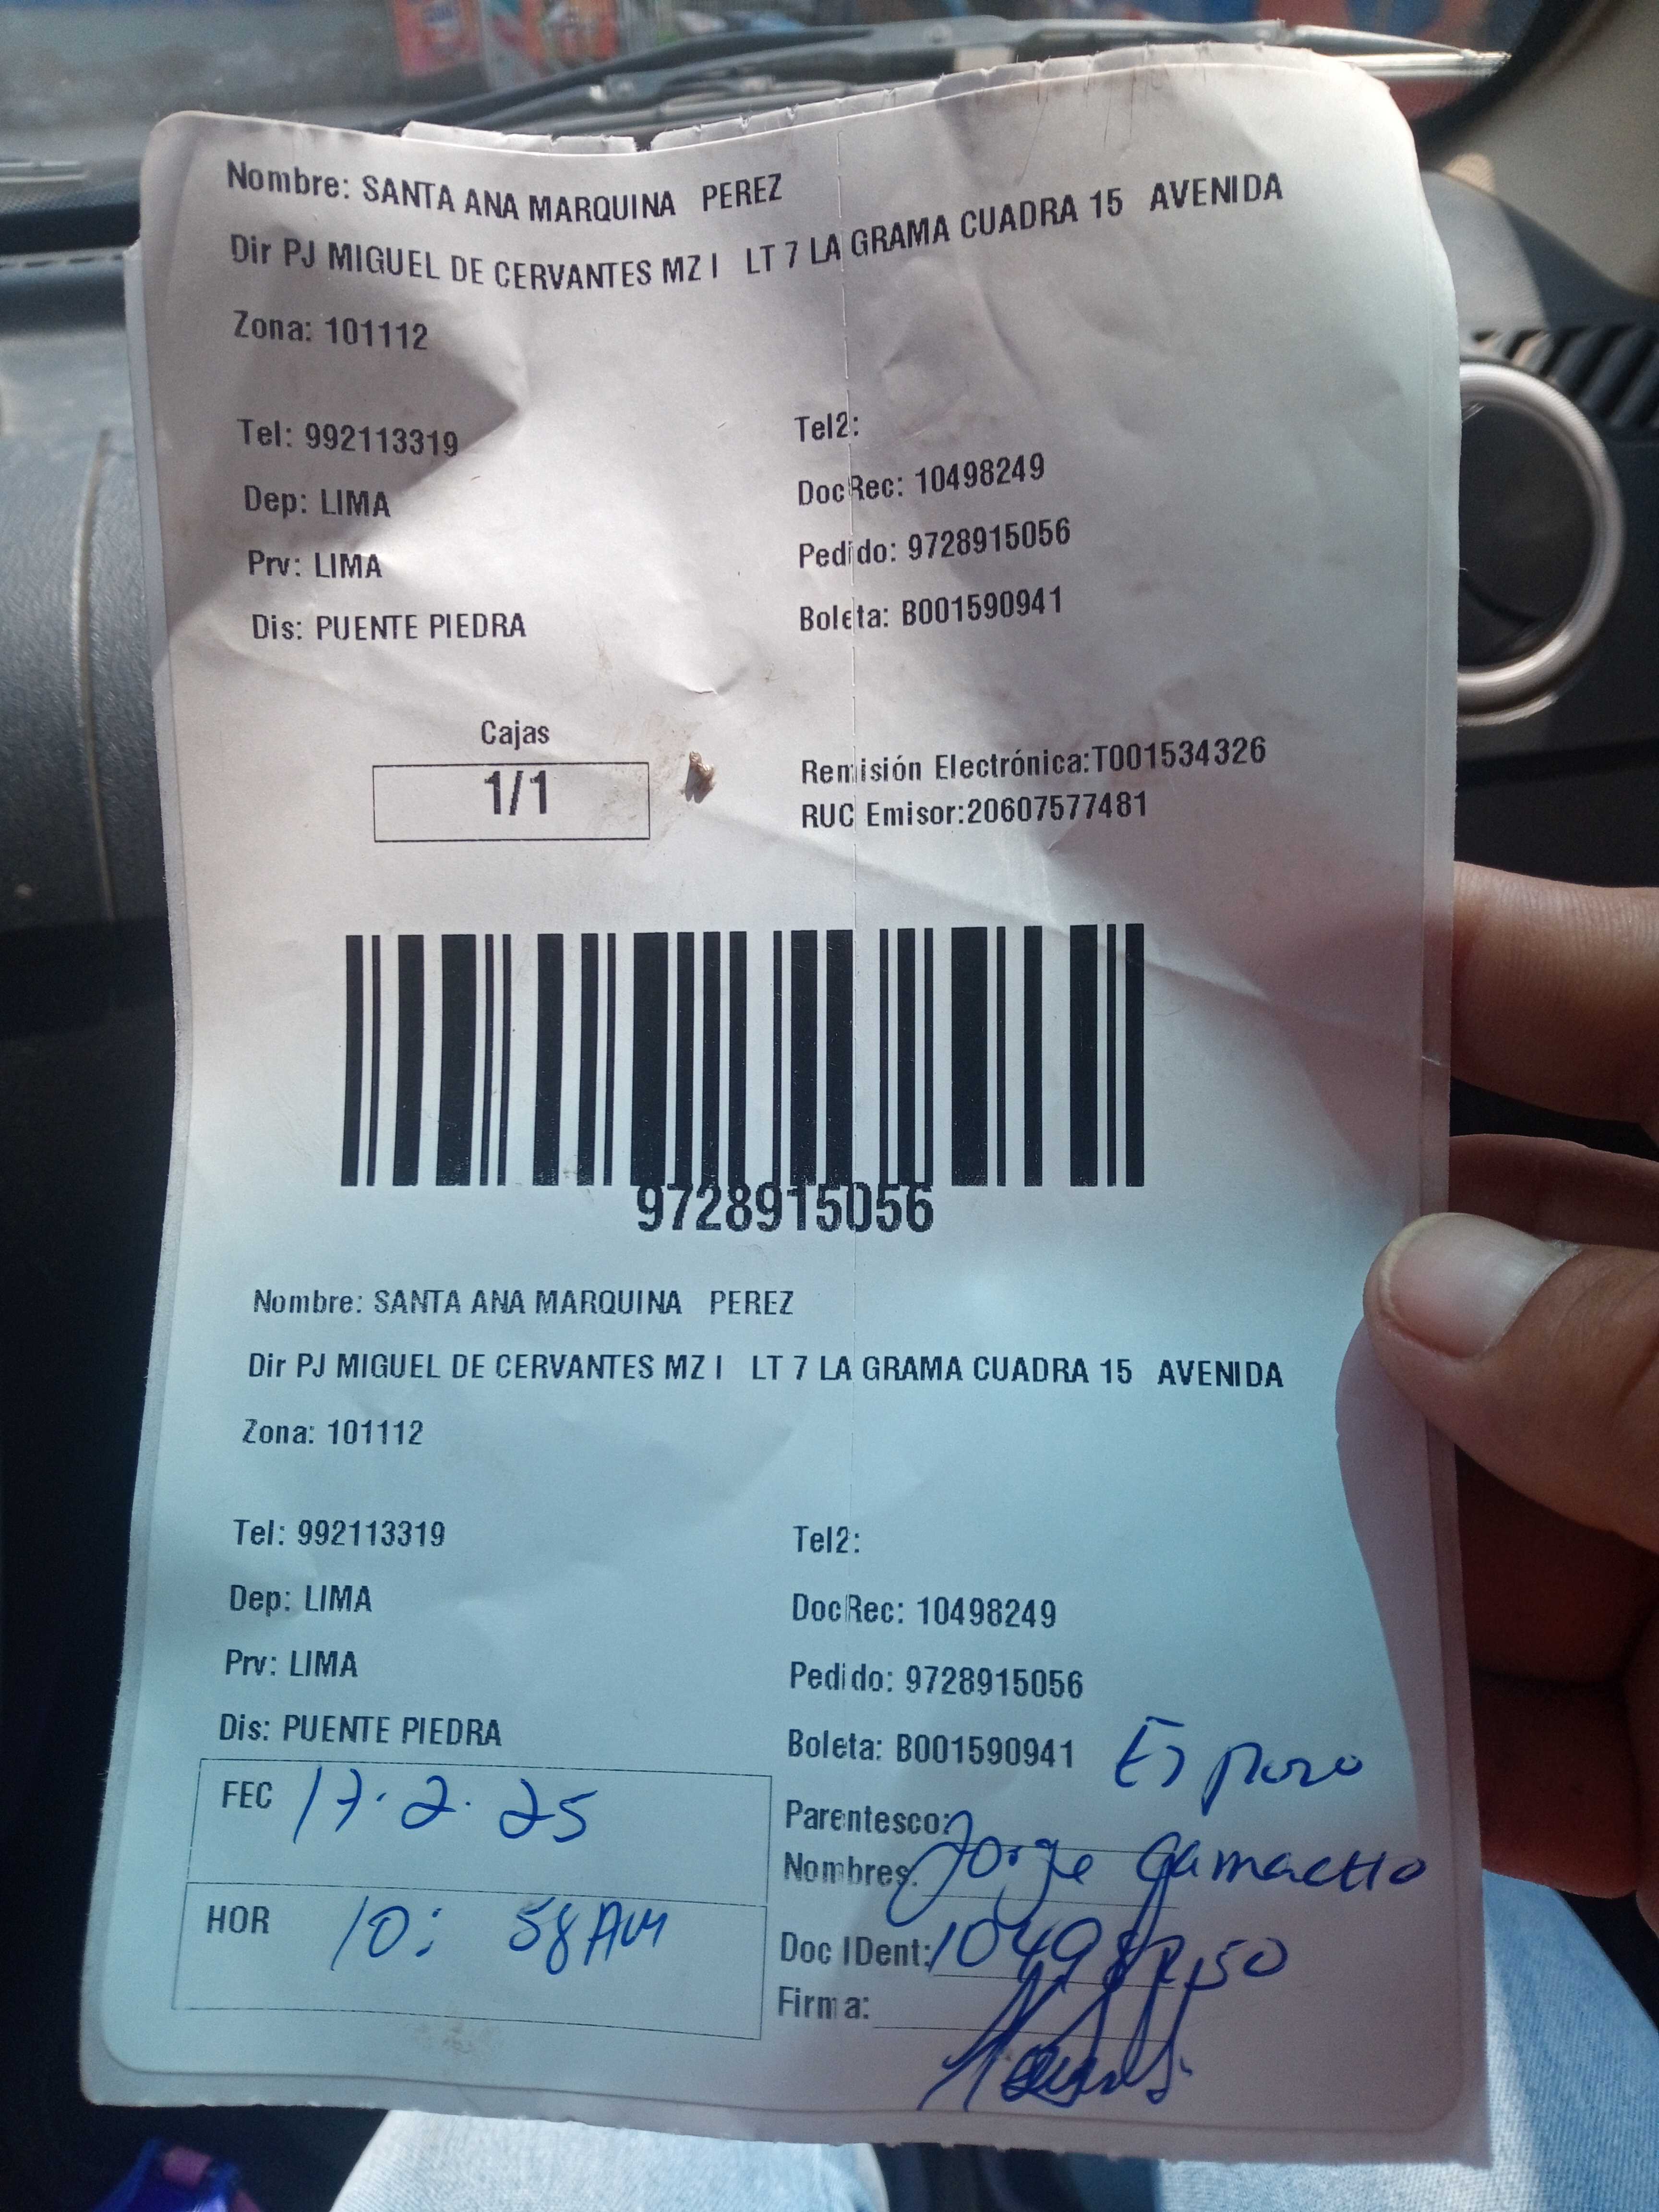 Nombre: SANTA ANA MARQUINA PEREZ
Dir PJ MIGUEL DE CERVANTES MZ I LT 7 LA GRAMA CUADRA 15 AVENIDA
Zona: 101112
Tel: 992113319 Tel2:
Dep: LIMA DocRec: 10498249
Prv: LIMA Pedido: 9728915056
Dis: PUENTE PIEDRA Boleta: B001590941
Cajas
1/1
Remisión Electrónica:T001534326
RUC Emisor:20607577481
9728915056
Nombre: SANTA ANA MARQUINA PEREZ
Dir PJ MIGUEL DE CERVANTES MZ I LT 7 LA GRAMA CUADRA 15 AVENIDA
Zona: 101112
Tel: 992113319 Tel2:
Dep: LIMA DocRec: 10498249
Prv: LIMA Pedido: 9728915056
Dis: PUENTE PIEDRA Boleta: B001590941
FEC 17.2.25
Parentesco: Esposo
Nombres: Jorge Gamacho
HOR 10: 58 AM
Doc IDent:
Firma: